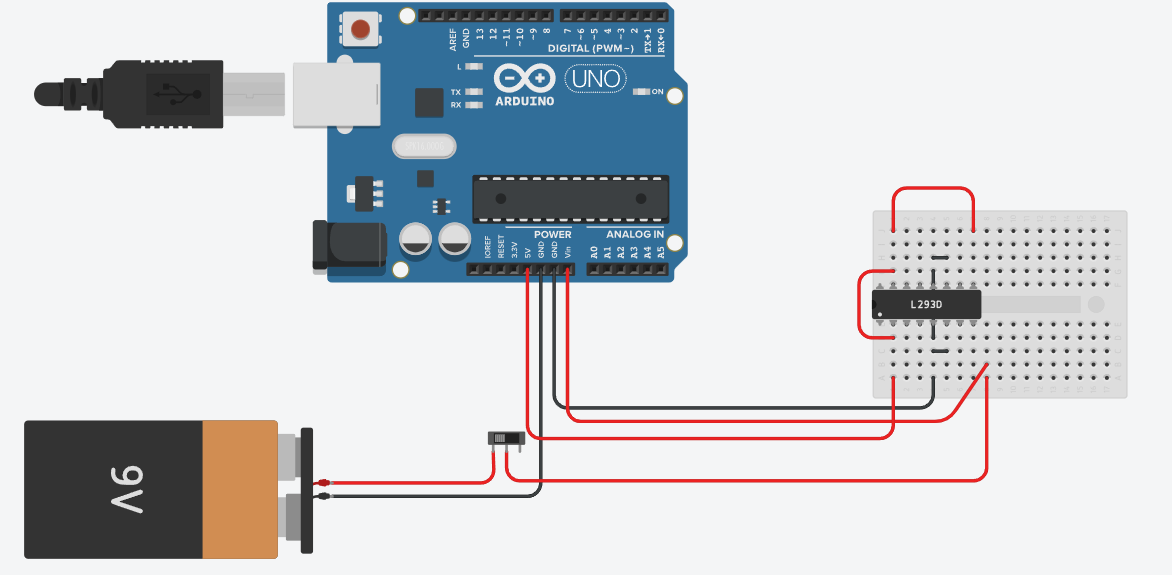 AREF
GND
13
12
~11
~10
~9
8
7
~6
~5
4
~3
2
TX→1
RX←0
DIGITAL (PWM~)
L
TX
RX
ARDUINO
UNO
ON
POWER
ANALOG IN
IOREF
RESET
3.3V
5V
GND
GND
Vin
A0
A1
A2
A3
A4
A5
L293D
9V